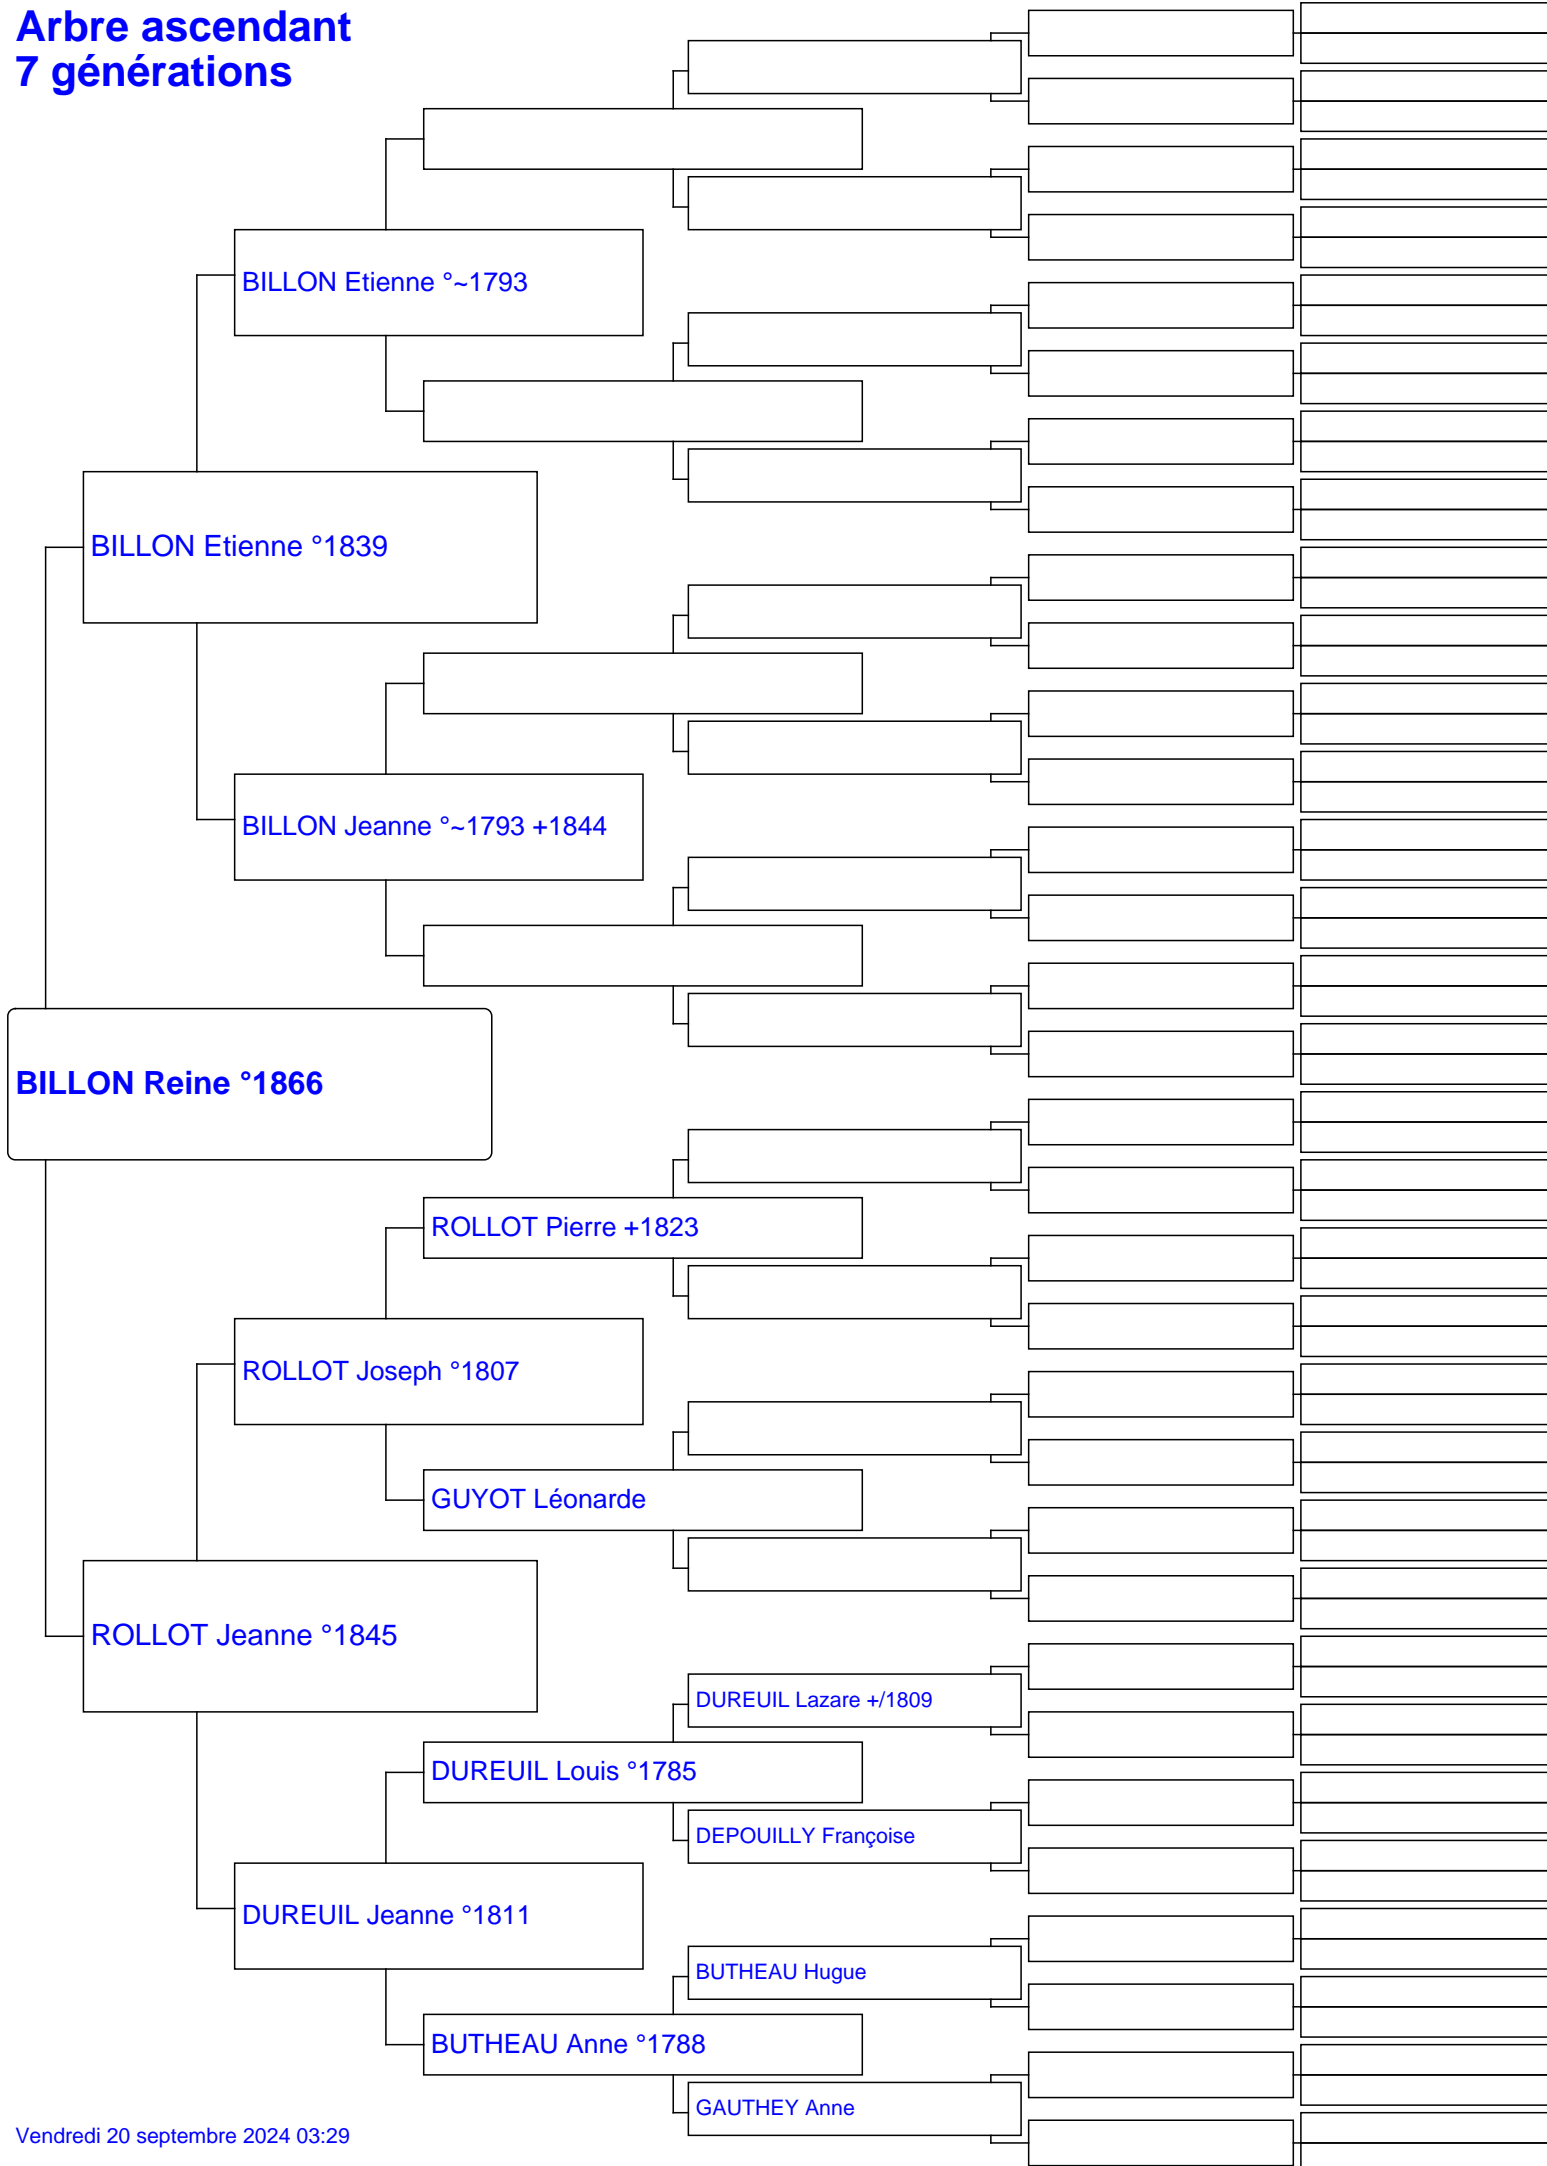 Arbre ascendant
7 générations
BILLON Etienne °~1793
BILLON Etienne °1839
BILLON Jeanne °~1793 +1844
BILLON Reine °1866
ROLLOT Pierre +1823
ROLLOT Joseph °1807
GUYOT Léonarde
ROLLOT Jeanne °1845
DUREUIL Lazare +/1809
DUREUIL Louis °1785
DEPOUILLY Françoise
DUREUIL Jeanne °1811
BUTHEAU Hugue
BUTHEAU Anne °1788
GAUTHEY Anne
Vendredi 20 septembre 2024 03:29